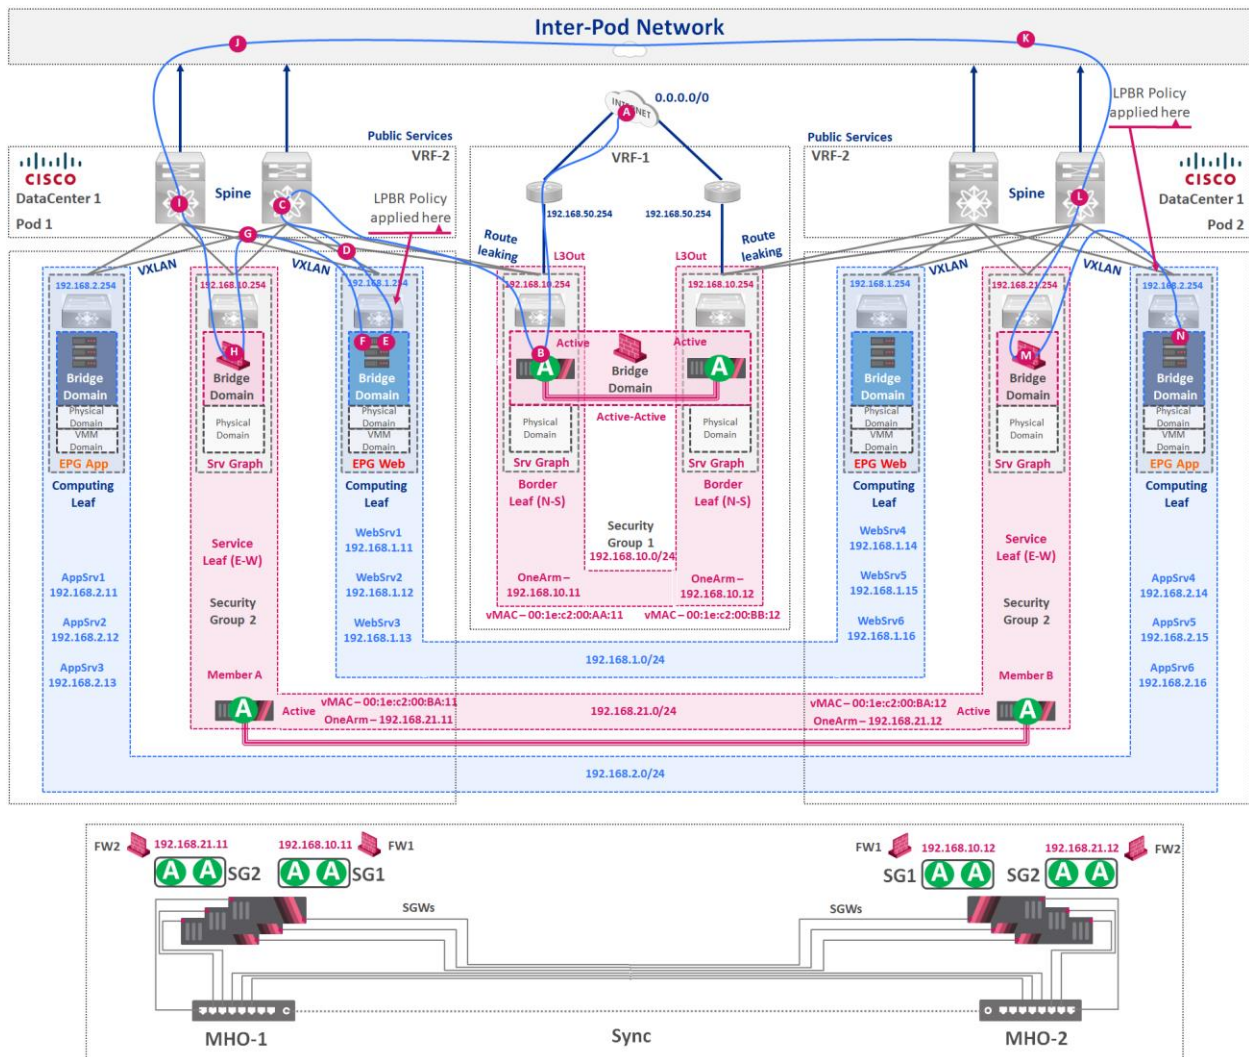 Inter-Pod Network
J
K
INTERNET
A
0.0.0.0/0
LPBR Policy
applied here
Public Services
VRF-2
VRF-1
Public Services
VRF-2
CISCO
DataCenter 1
Pod 1
Spine
I
C
LPBR Policy
applied here
192.168.50.254
192.168.50.254
Spine
L
CISCO
DataCenter 1
Pod 2
G
D
VXLAN
VXLAN
Route
leaking
L3Out
L3Out
Route
leaking
VXLAN
VXLAN
192.168.2.254
192.168.10.254
192.168.1.254
192.168.10.254
192.168.10.254
192.168.1.254
192.168.21.254
192.168.2.254
H
F
E
B
Active
Active
M
N
A
A
Bridge
Domain
Bridge
Domain
Bridge
Domain
Bridge
Domain
Bridge
Domain
Bridge
Domain
Bridge
Domain
Active-Active
Physical
Domain
VMM
Domain
Physical
Domain
Physical
Domain
VMM
Domain
Physical
Domain
Physical
Domain
Physical
Domain
VMM
Domain
Physical
Domain
Physical
Domain
VMM
Domain
EPG App
Srv Graph
EPG Web
Srv Graph
Srv Graph
EPG Web
Srv Graph
EPG App
Computing
Leaf
Computing
Leaf
Border
Leaf (N-S)
Border
Leaf (N-S)
Computing
Leaf
Computing
Leaf
Service
Leaf (E-W)
WebSrv1
192.168.1.11
Security
Group 1
192.168.10.0/24
WebSrv4
192.168.1.14
Service
Leaf (E-W)
AppSrv1
192.168.2.11
WebSrv2
192.168.1.12
OneArm –
192.168.10.11
OneArm –
192.168.10.12
WebSrv5
192.168.1.15
AppSrv4
192.168.2.14
Security
Group 2
vMAC – 00:1e:c2:00:AA:11
vMAC – 00:1e:c2:00:BB:12
Security
Group 2
AppSrv2
192.168.2.12
WebSrv3
192.168.1.13
WebSrv6
192.168.1.16
AppSrv5
192.168.2.15
AppSrv3
192.168.2.13
192.168.1.0/24
AppSrv6
192.168.2.16
Member A
Member B
A
Active
vMAC – 00:1e:c2:00:BA:11
OneArm – 192.168.21.11
192.168.21.0/24
vMAC – 00:1e:c2:00:BA:12
OneArm – 192.168.21.12
Active
A
192.168.2.0/24
FW2
192.168.21.11
192.168.10.11
FW1
FW1
192.168.10.12
192.168.21.12
FW2
A A
SG2
A A
SG1
SG1
A A
SG2
A A
SGWs
SGWs
MHO-1
Sync
MHO-2